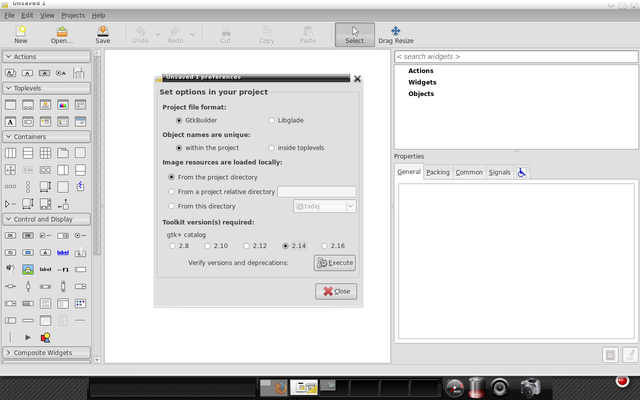 Unsaved 1
File Edit View Projects Help
New Open... Save Undo Redo Cut Copy Paste Select Drag Resize
Actions
Toplevels
Containers
Control and Display
label
label
Composite Widgets
Unsaved 1 preferences
Set options in your project
Project file format:
GtkBuilder Libglade
Object names are unique:
within the project inside toplevels
Image resources are loaded locally:
From the project directory
From a project relative directory
From this directory
Toolkit version(s) required:
gtk+ catalog
2.8 2.10 2.12 2.14 2.16
Verify versions and deprecations: Execute
Close
< search widgets >
Actions
Widgets
Objects
Properties
General Packing Common Signals